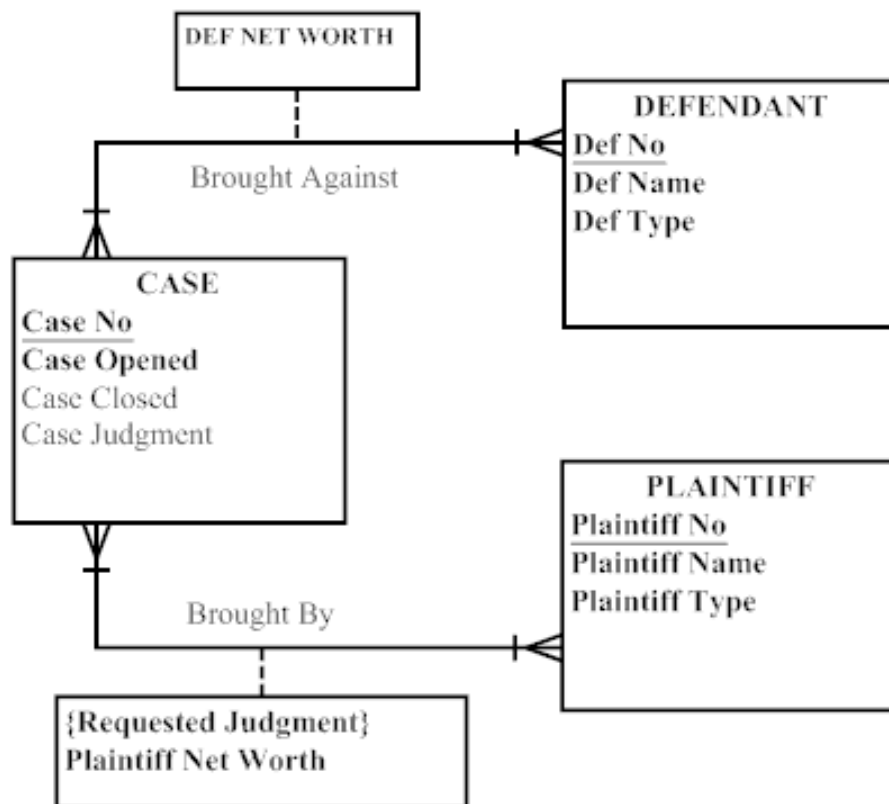 DEF NET WORTH
DEFENDANT
Def No
Def Name
Def Type
Brought Against
CASE
Case No
Case Opened
Case Closed
Case Judgment
PLAINTIFF
Plaintiff No
Plaintiff Name
Plaintiff Type
Brought By
{Requested Judgment}
Plaintiff Net Worth